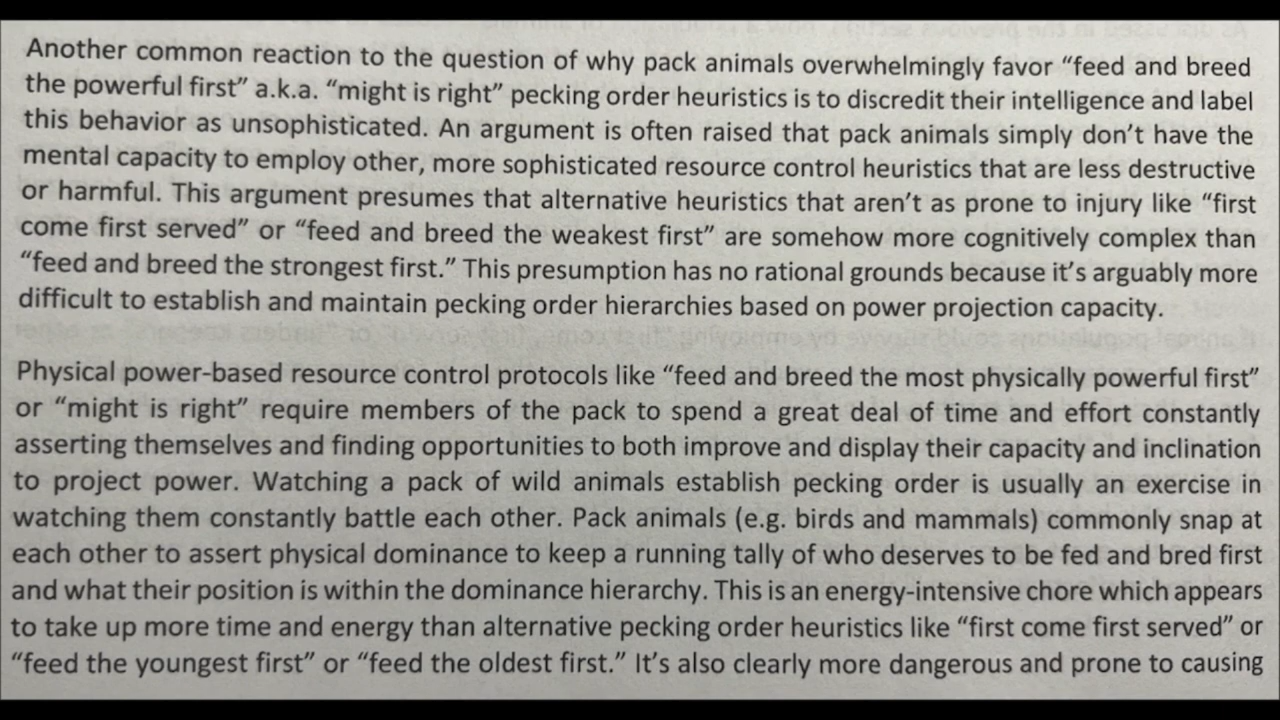 Another common reaction to the question of why pack animals overwhelmingly favor “feed and breed
the powerful first” a.k.a. “might is right” pecking order heuristics is to discredit their intelligence and label
this behavior as unsophisticated. An argument is often raised that pack animals simply don’t have the
mental capacity to employ other, more sophisticated resource control heuristics that are less destructive
or harmful. This argument presumes that alternative heuristics that aren’t as prone to injury like “first
come first served” or “feed and breed the weakest first” are somehow more cognitively complex than
“feed and breed the strongest first.” This presumption has no rational grounds because it’s arguably more
difficult to establish and maintain pecking order hierarchies based on power projection capacity.
Physical power-based resource control protocols like “feed and breed the most physically powerful first”
or “might is right” require members of the pack to spend a great deal of time and effort constantly
asserting themselves and finding opportunities to both improve and display their capacity and inclination
to project power. Watching a pack of wild animals establish pecking order is usually an exercise in
watching them constantly battle each other. Pack animals (e.g. birds and mammals) commonly snap at
each other to assert physical dominance to keep a running tally of who deserves to be fed and bred first
and what their position is within the dominance hierarchy. This is an energy-intensive chore which appears
to take up more time and energy than alternative pecking order heuristics like “first come first served” or
“feed the youngest first” or “feed the oldest first.” It’s also clearly more dangerous and prone to causing